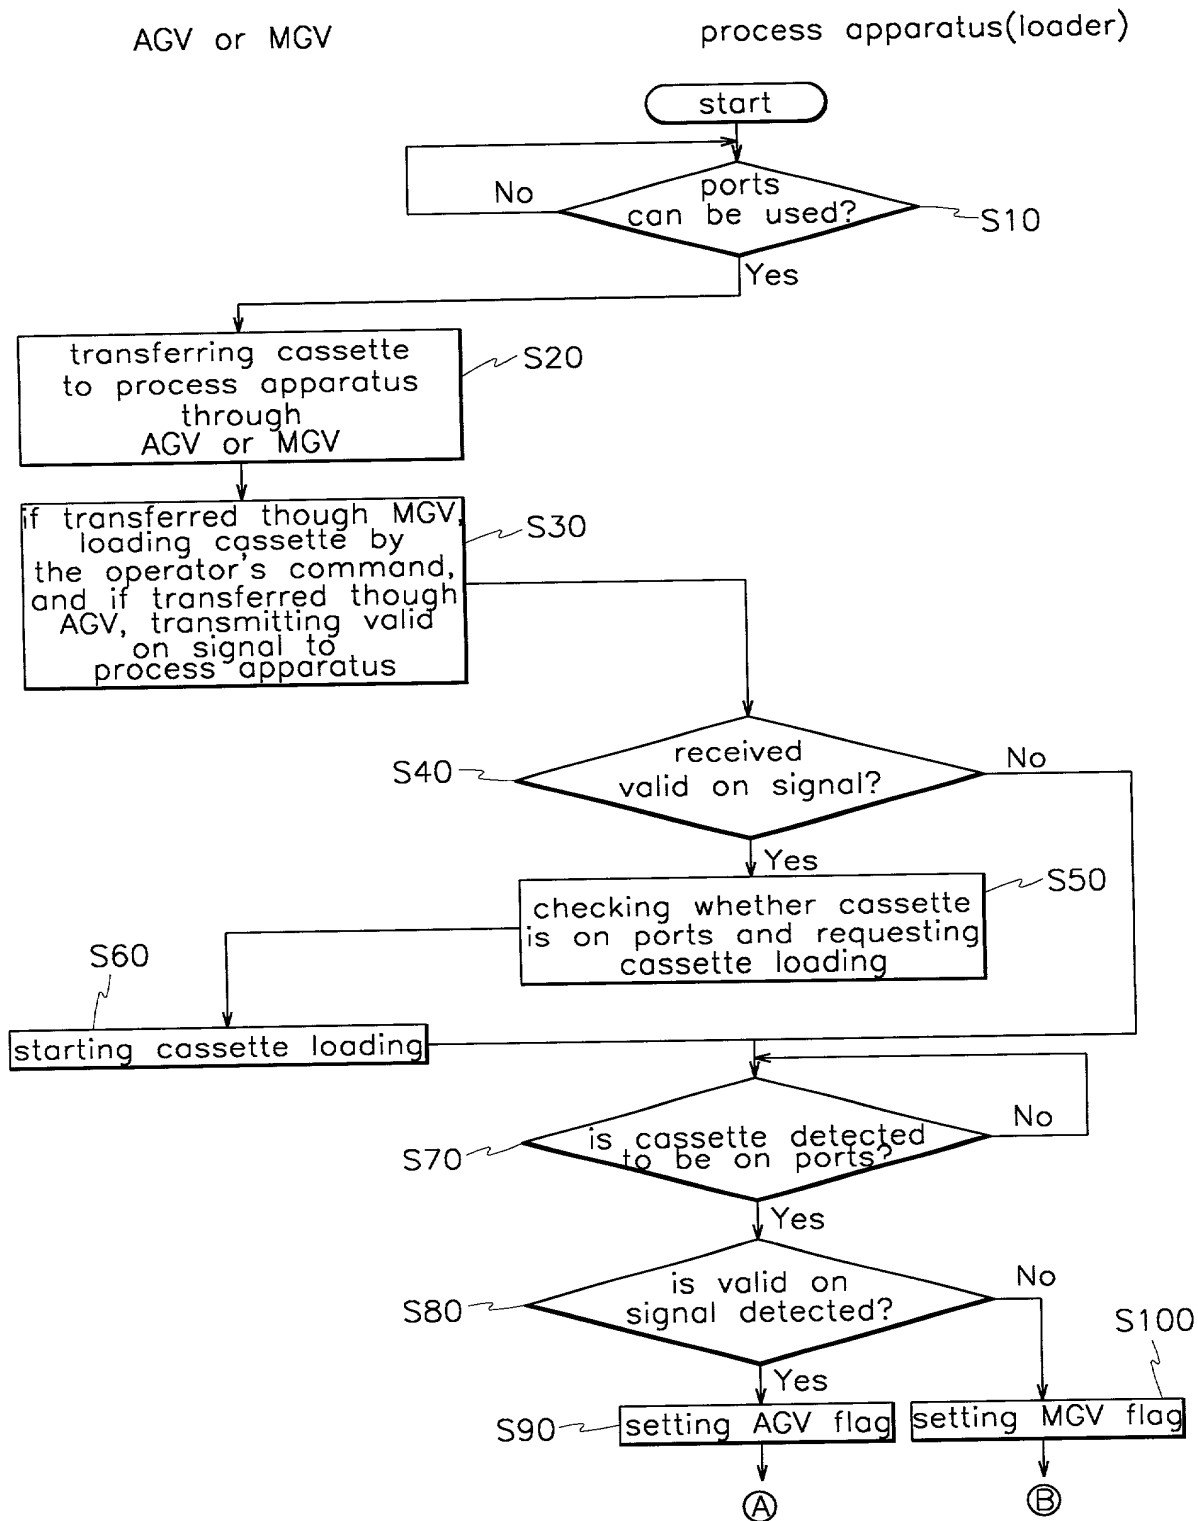 AGV or MGV
process apparatus(loader)
start
ports
can be used?
No
S10
Yes
transferring cassette
to process apparatus
through
AGV or MGV
S20
if transferred though MGV,
loading cassette by
the operator's command,
and if transferred though
AGV, transmitting valid
on signal to
process apparatus
S30
received
valid on signal?
S40
No
Yes
checking whether cassette
is on ports and requesting
cassette loading
S50
S60
starting cassette loading
is cassette detected
to be on ports?
S70
No
Yes
is valid on
signal detected?
S80
No
Yes
S100
S90
setting AGV flag
setting MGV flag
A
B